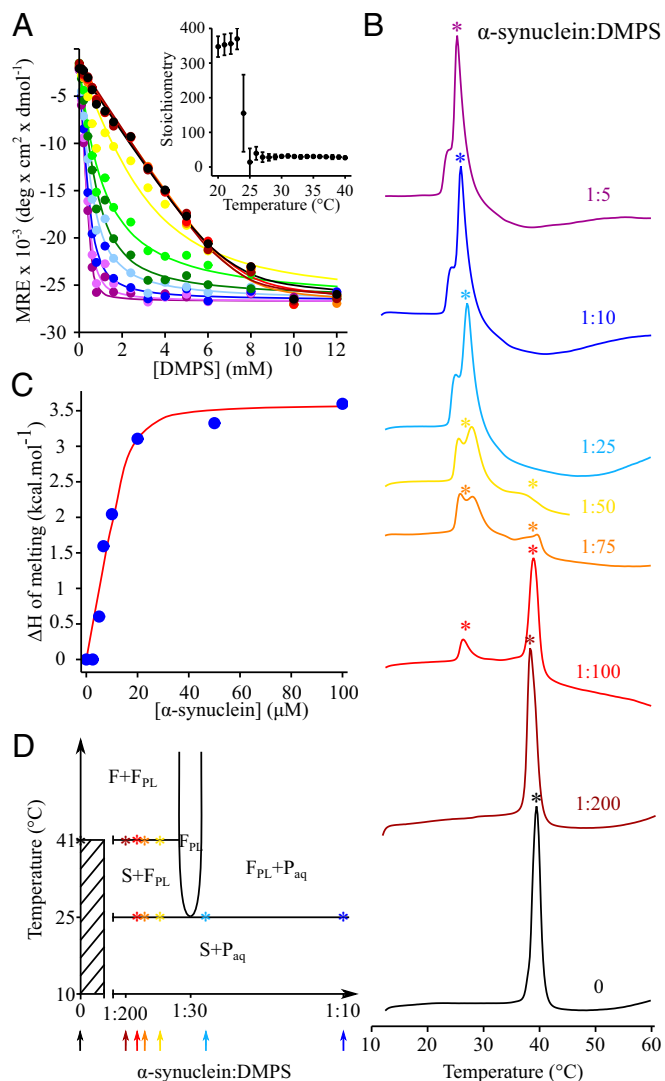 A
400
300
200
100
0
Stoichiometry
20 25 30 35 40
Temperature (°C)
-5
-10
-15
-20
-25
-30
MRE x 10⁻³ (deg x cm² x dmol⁻¹)
0 2 4 6 8 10 12
[DMPS] (mM)
B
α-synuclein:DMPS
*
1:5
*
1:10
*
1:25
* *
1:50
* *
1:75
* *
1:100
*
1:200
*
0
10 20 30 40 50 60
Temperature (°C)
C
3.5
3
2.5
2
1.5
1
0.5
0
ΔH of melting (kcal.mol⁻¹)
0 20 40 60 80 100
[α-synuclein] (μM)
D
Temperature (°C)
41
25
10
F+F_PL
S+F_PL
F_PL
F_PL+P_aq
S+P_aq
0 1:200 1:30 1:10
α-synuclein:DMPS